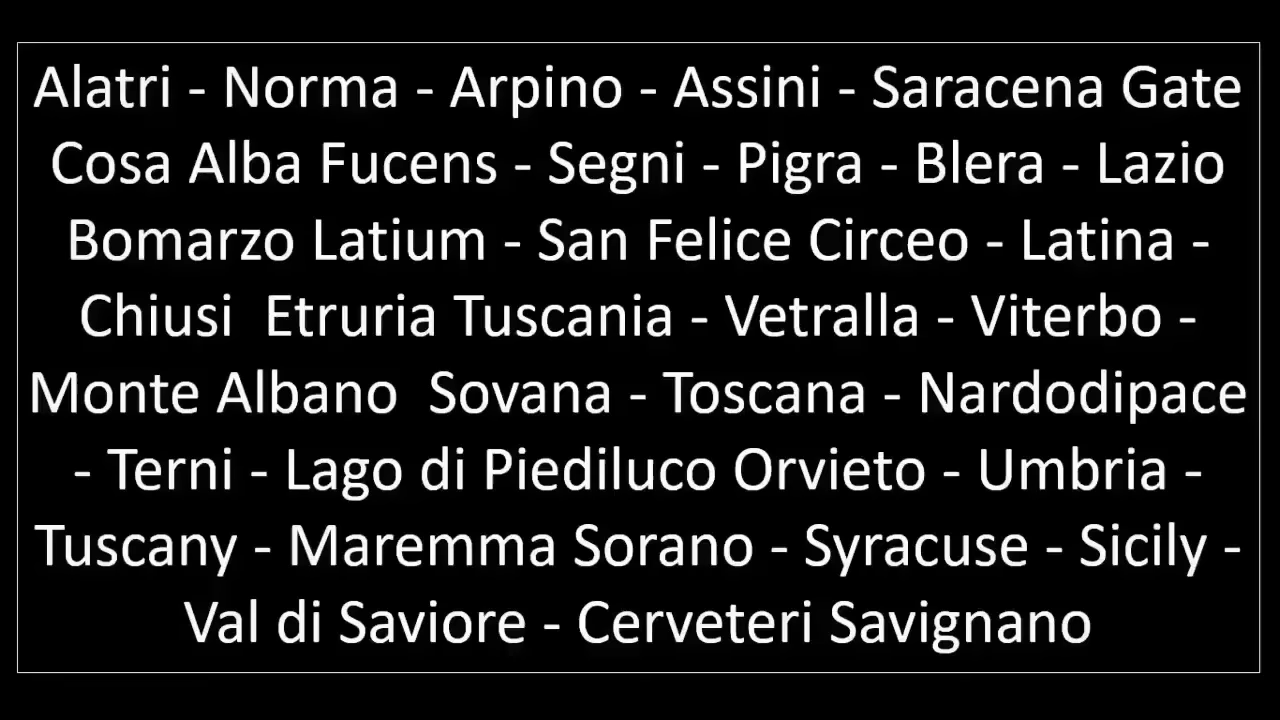 Alatri - Norma - Arpino - Assini - Saracena Gate
Cosa Alba Fucens - Segni - Pigra - Blera - Lazio
Bomarzo Latium - San Felice Circeo - Latina -
Chiusi  Etruria Tuscania - Vetralla - Viterbo -
Monte Albano  Sovana - Toscana - Nardodipace
- Terni - Lago di Piediluco Orvieto - Umbria -
Tuscany - Maremma Sorano - Syracuse - Sicily -
Val di Saviore - Cerveteri Savignano